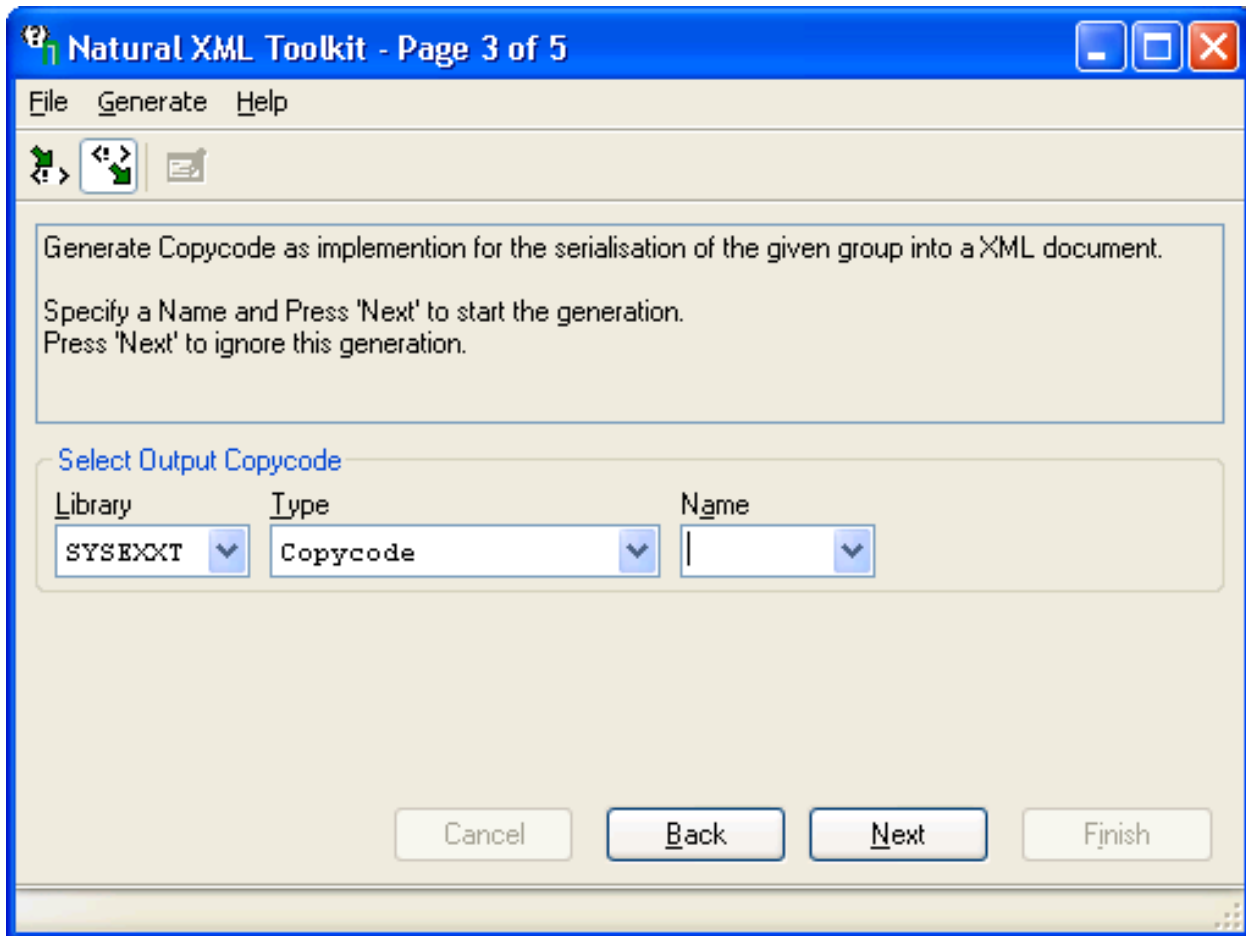 Natural XML Toolkit - Page 3 of 5
File Generate Help
Generate Copycode as implemention for the serialisation of the given group into a XML document.
Specify a Name and Press 'Next' to start the generation.
Press 'Next' to ignore this generation.
Select Output Copycode
Library Type Name
SYSEXXT Copycode
Cancel Back Next Finish